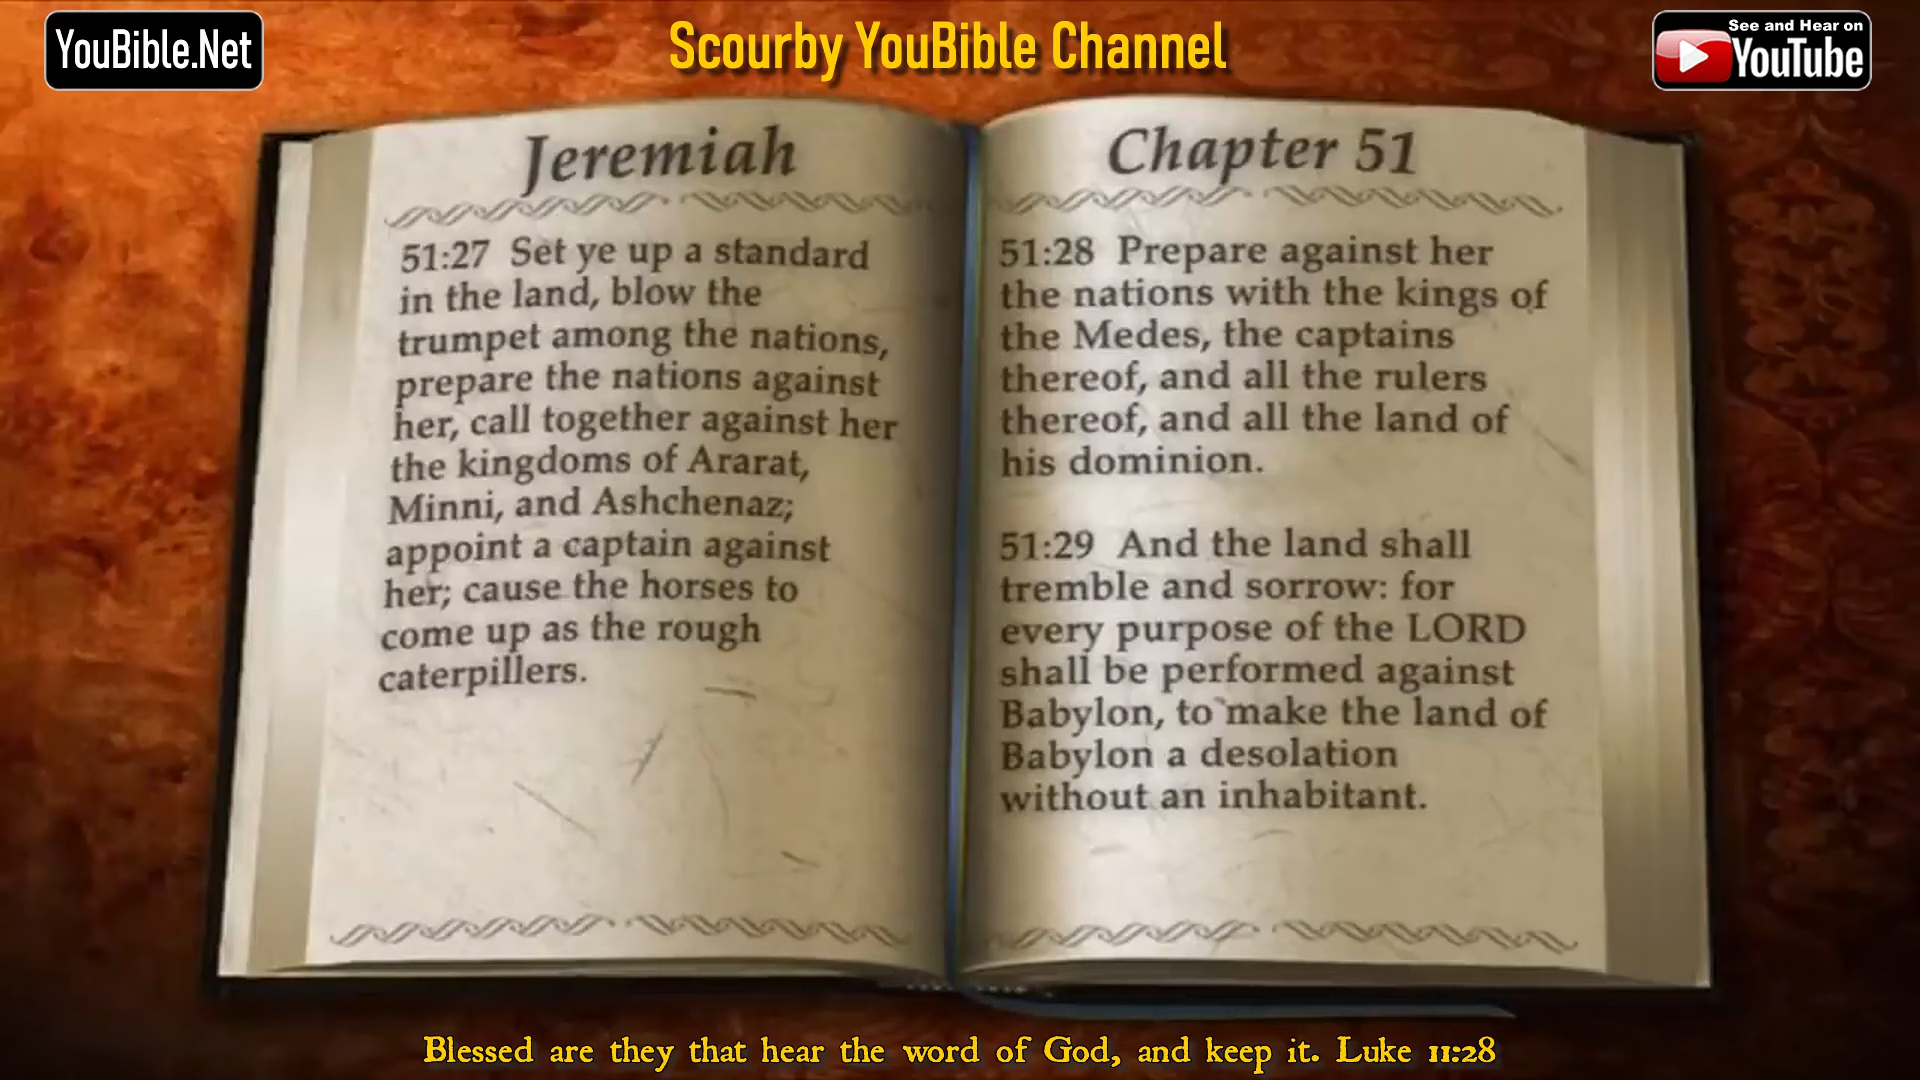 YouBible.Net
Scourby YouBible Channel
See and Hear on
YouTube
Jeremiah
51:27 Set ye up a standard
in the land, blow the
trumpet among the nations,
prepare the nations against
her, call together against her
the kingdoms of Ararat,
Minni, and Ashchenaz;
appoint a captain against
her; cause the horses to
come up as the rough
caterpillers.
Chapter 51
51:28 Prepare against her
the nations with the kings of
the Medes, the captains
thereof, and all the rulers
thereof, and all the land of
his dominion.
51:29 And the land shall
tremble and sorrow: for
every purpose of the LORD
shall be performed against
Babylon, to make the land of
Babylon a desolation
without an inhabitant.
Blessed are they that hear the word of God, and keep it. Luke 11:28